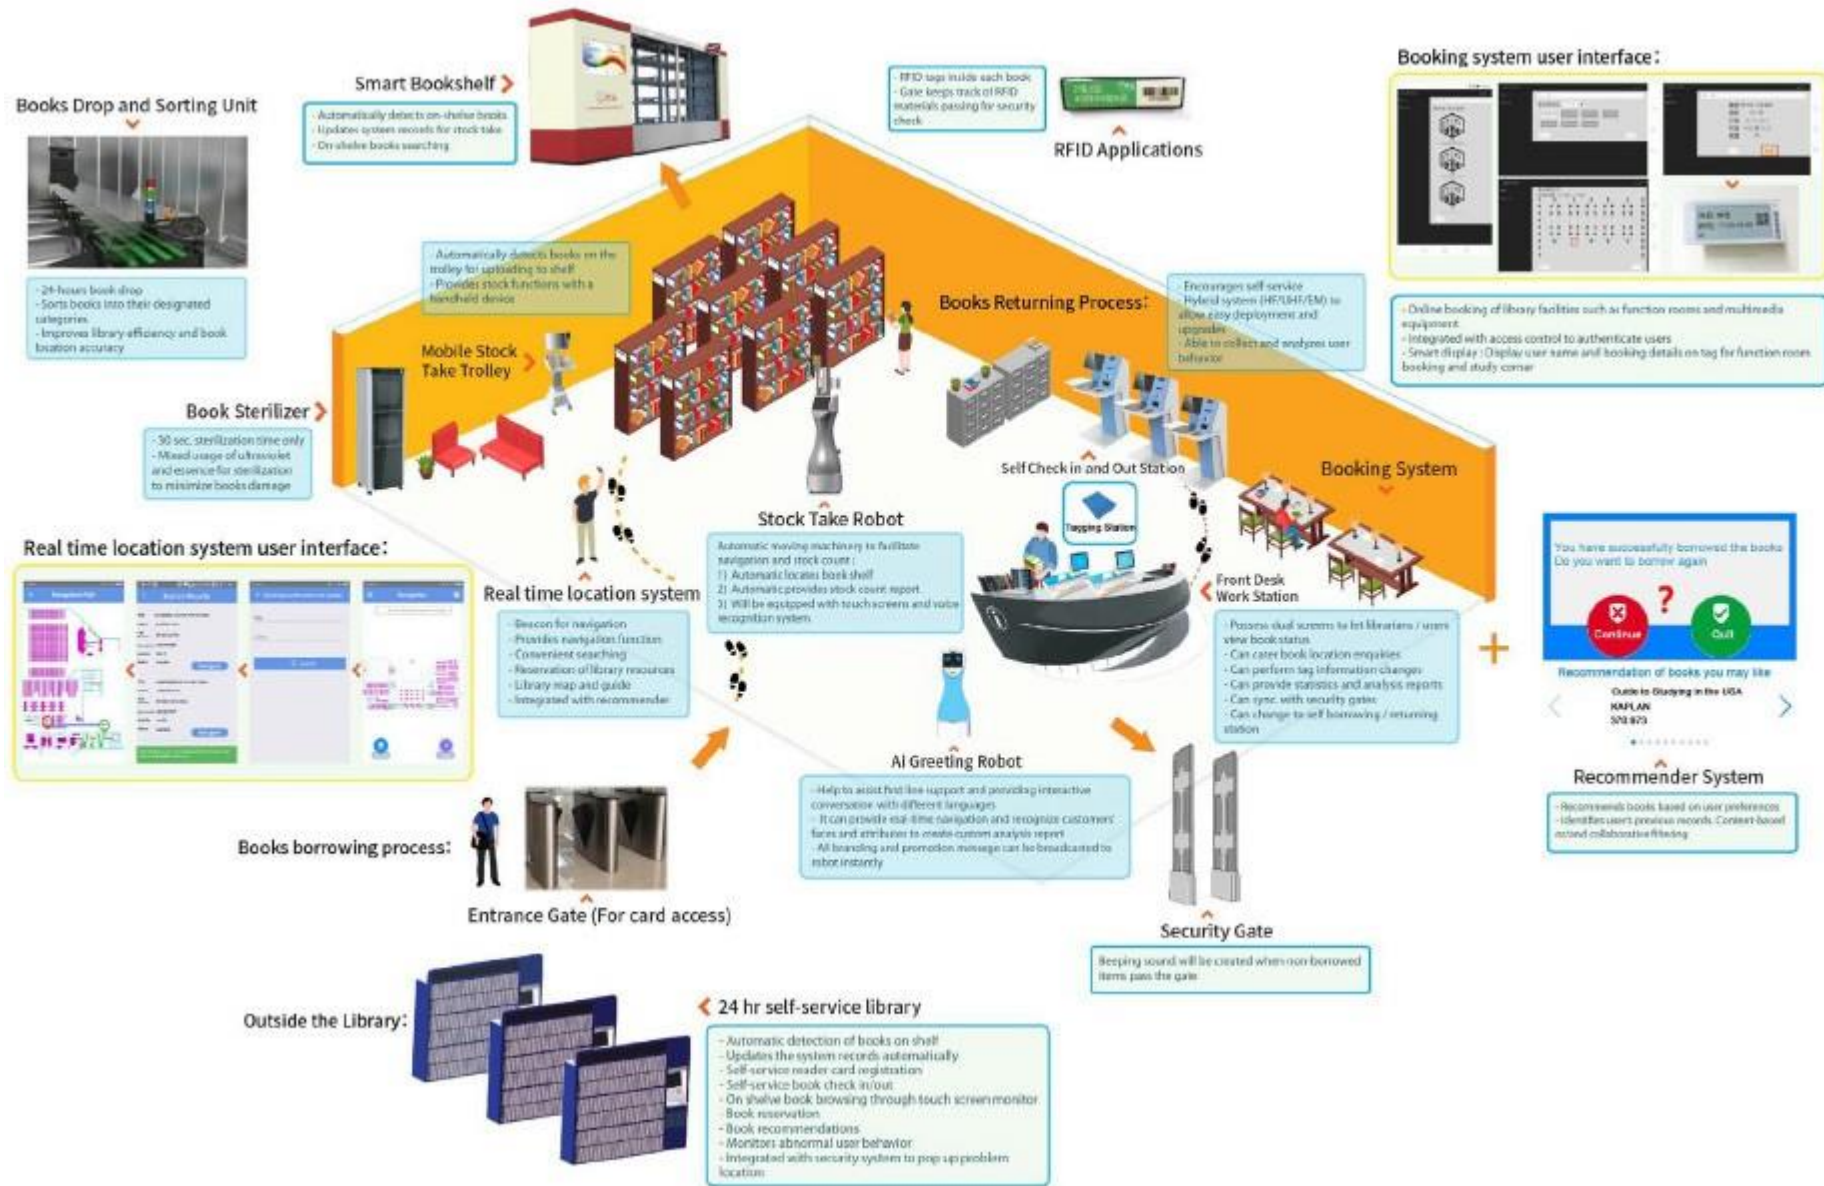 Smart Bookshelf
- Automatically detects on-shelve books
- Updates system records for stock take
- On-shelve books searching
- RFID tags inside each book
- Gate keeps track of RFID
materials passing for security
check
RFID Applications
Booking system user interface:
- Online booking of library facilities such as function rooms and multimedia
equipment
- Integrated with access control to authenticate users
- Smart display : Display user name and booking details on tag for function room
booking and study corner
Books Drop and Sorting Unit
- 24-hours book drop
- Sorts books into their designated
categories
- Improves library efficiency and book
location accuracy
- Automatically detects books on the
trolley for uploading to shelf
- Provides stock functions with a
handheld device
Mobile Stock
Take Trolley
Books Returning Process:
- Encourages self service
- Hybrid system (HF/UHF/EM) to
allow easy deployment and
upgrades
- Able to collect and analyzes user
behavior
Book Sterilizer
- 30 sec. sterilization time only
- Mixed usage of ultraviolet
and essence for sterilization
to minimize books damage
Self Check in and Out Station
Tagging Station
Booking System
Stock Take Robot
Automatic moving machinery to facilitate
navigation and stock count :
1) Automatic locates book shelf
2) Automatic provides stock count report
3) Will be equipped with touch screens and voice
recognition system
Real time location system user interface:
Navigation
Real time location system
- Beacon for navigation
- Provides navigation function
- Convenient searching
- Reservation of library resources
- Library map and guide
- Integrated with recommender
Front Desk
Work Station
- Possess dual screens to let librarians / users
view book status
- Can cater book location enquiries
- Can perform tag information changes
- Can provide statistics and analysis reports
- Can sync with security gates
- Can change to self borrowing / returning
station
You have successfully borrowed the books
Do you want to borrow again
?
Continue
Quit
Recommendation of books you may like
Guide to Studying in the USA
KAPLAN
370.973
Recommender System
- Recommends books based on user preferences
- Identifies users previous records. Content-based
or/and collaborative filtering
AI Greeting Robot
- Help to assist first line support and providing interactive
conversation with different languages
- It can provide real-time navigation and recognize customers'
faces and attributes to create custom analysis report
- All branding and promotion message can be broadcasted to
robot instantly
Books borrowing process:
Entrance Gate (For card access)
Security Gate
Beeping sound will be created when non-borrowed
items pass the gate
Outside the Library:
24 hr self-service library
- Automatic detection of books on shelf
- Updates the system records automatically
- Self-service reader card registration
- Self-service book check in/out
- On shelve book browsing through touch screen monitor
- Book reservation
- Book recommendations
- Monitors abnormal user behavior
- Integrated with security system to pop up problem
location